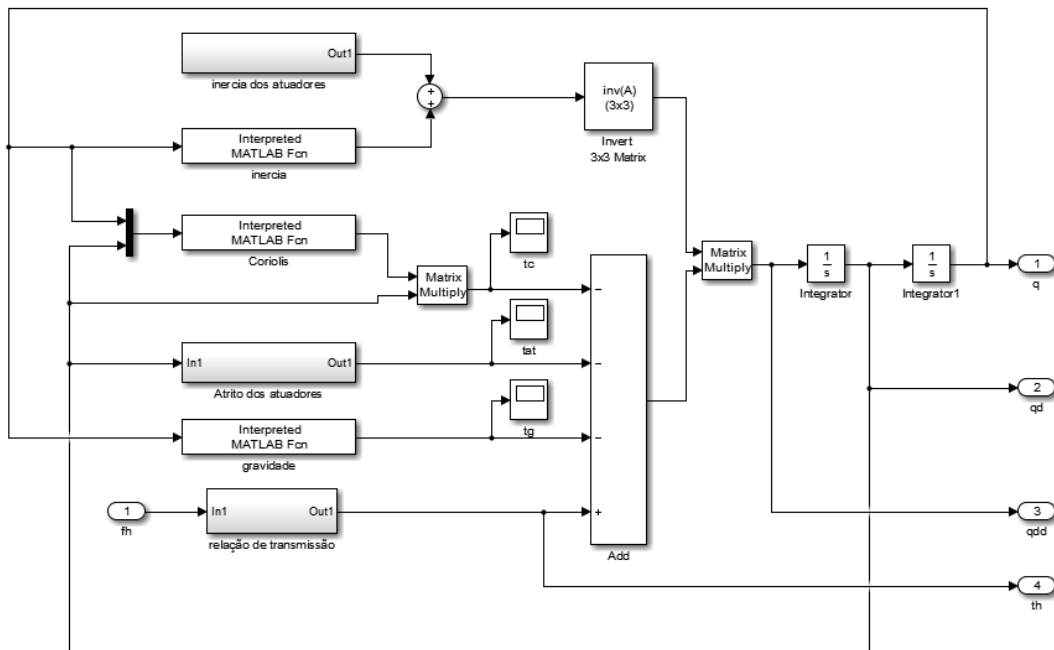 Out1
inercia dos atuadores
+
+
inv(A)
(3x3)
Invert
3x3 Matrix
Interpreted
MATLAB Fcn
inercia
Interpreted
MATLAB Fcn
Coriolis
Matrix
Multiply
tc
Matrix
Multiply
1
s
Integrator
1
s
Integrator1
1
q
−
In1
Out1
Atrito dos atuadores
tat
−
2
qd
Interpreted
MATLAB Fcn
gravidade
tg
−
1
fh
In1
Out1
relação de transmissão
+
Add
3
qdd
4
th